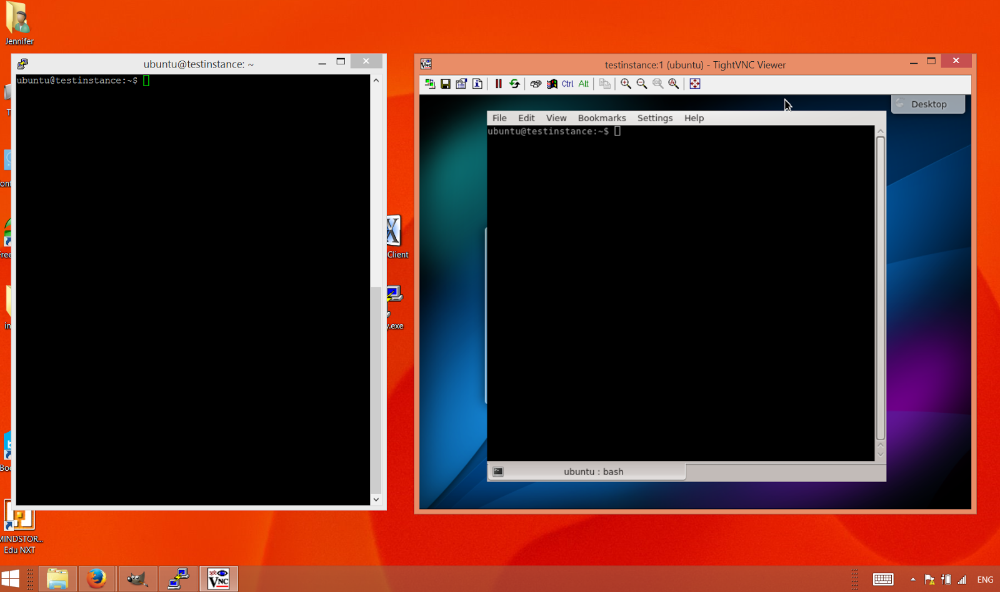 Jennifer
ubuntu@testinstance: ~
ubuntu@testinstance:~$
testinstance:1 (ubuntu) - TightVNC Viewer
Ctrl Alt
Desktop
File Edit View Bookmarks Settings Help
ubuntu@testinstance:~$
ubuntu : bash
Client
y.exe
MINDSTOR...
Edu NXT
VNC
ENG